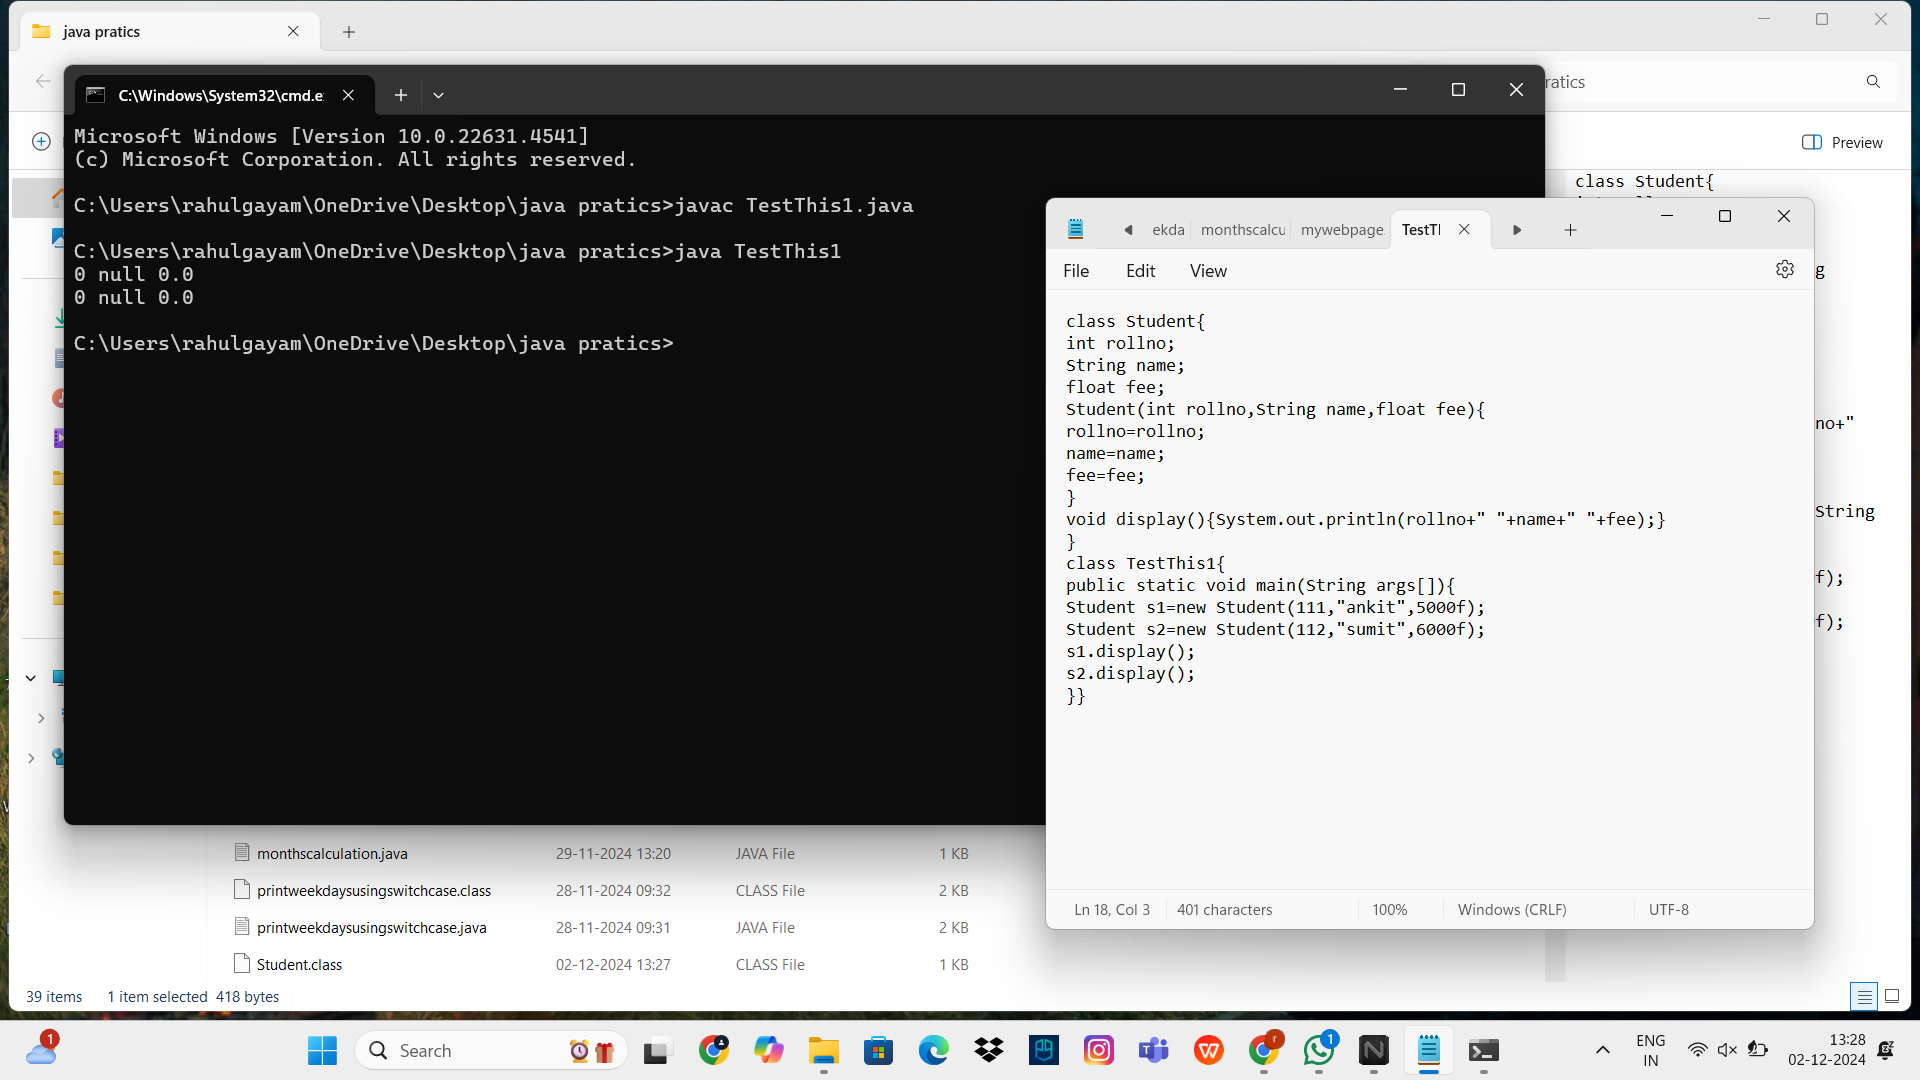 java pratics
ratics
C:\Windows\System32\cmd.e
Preview
Microsoft Windows [Version 10.0.22631.4541]
(c) Microsoft Corporation. All rights reserved.
C:\Users\rahulgayam\OneDrive\Desktop\java pratics>javac TestThis1.java
C:\Users\rahulgayam\OneDrive\Desktop\java pratics>java TestThis1
0 null 0.0
0 null 0.0
C:\Users\rahulgayam\OneDrive\Desktop\java pratics>
class Student{
g
no+"
String
f);
f);
ekda monthscalcu mywebpage TestTl
File Edit View
class Student{
int rollno;
String name;
float fee;
Student(int rollno,String name,float fee){
rollno=rollno;
name=name;
fee=fee;
}
void display(){System.out.println(rollno+" "+name+" "+fee);}
}
class TestThis1{
public static void main(String args[]){
Student s1=new Student(111,"ankit",5000f);
Student s2=new Student(112,"sumit",6000f);
s1.display();
s2.display();
}}
Ln 18, Col 3 401 characters 100% Windows (CRLF) UTF-8
monthscalculation.java 29-11-2024 13:20 JAVA File 1 KB
printweekdaysusingswitchcase.class 28-11-2024 09:32 CLASS File 2 KB
printweekdaysusingswitchcase.java 28-11-2024 09:31 JAVA File 2 KB
Student.class 02-12-2024 13:27 CLASS File 1 KB
39 items 1 item selected 418 bytes
1
Search
1
ENG
IN
13:28
02-12-2024